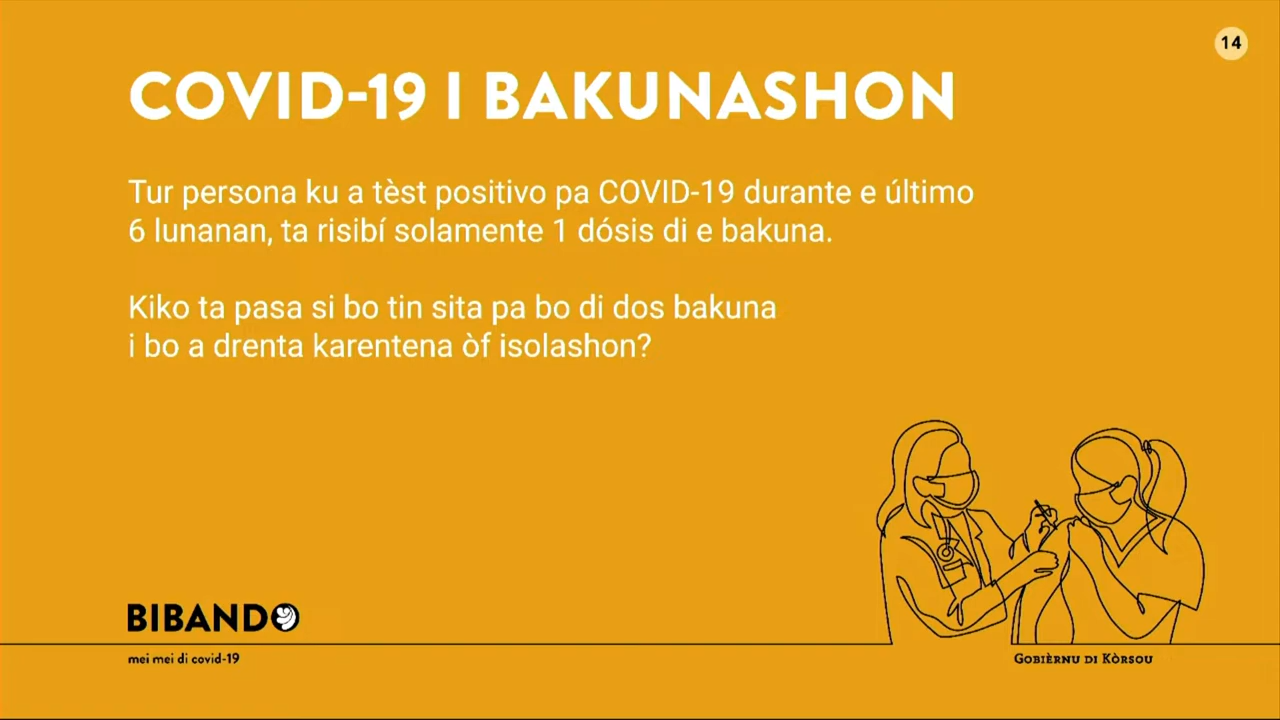 14
COVID-19 I BAKUNASHON
Tur persona ku a tèst positivo pa COVID-19 durante e último
6 lunanan, ta risibí solamente 1 dósis di e bakuna.
Kiko ta pasa si bo tin sita pa bo di dos bakuna
i bo a drenta karentena òf isolashon?
BIBANDO
mei mei di covid-19
GOBIÈRNU DI KÒRSOU